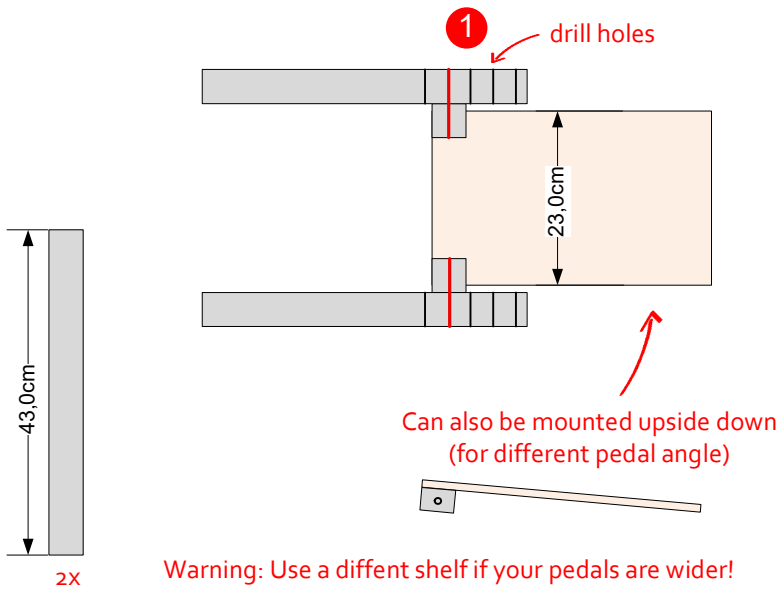 1
drill holes
23,0cm
43,0cm
Can also be mounted upside down
(for different pedal angle)
2x
Warning: Use a diffent shelf if your pedals are wider!